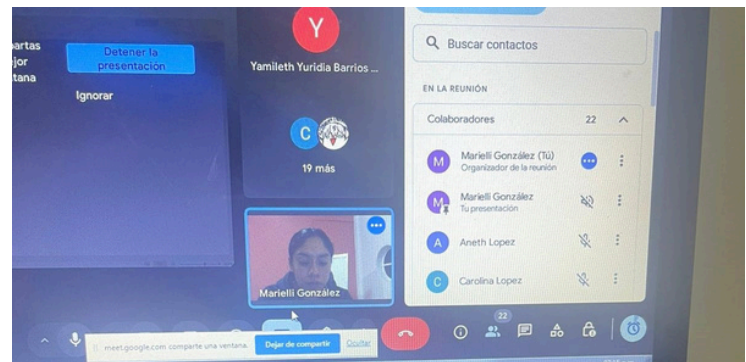 artas
jor
tana
Detener la
presentación
Ignorar
Y
Yamileth Yuridia Barrios ...
C
19 más
Marielli González
Buscar contactos
EN LA REUNIÓN
Colaboradores 22
M
Marielli González (Tú)
Organizador de la reunión
M
Marielli González
Tu presentación
A
Aneth Lopez
C
Carolina Lopez
22
meet.google.com comparte una ventana.
Dejar de compartir
Ocultar